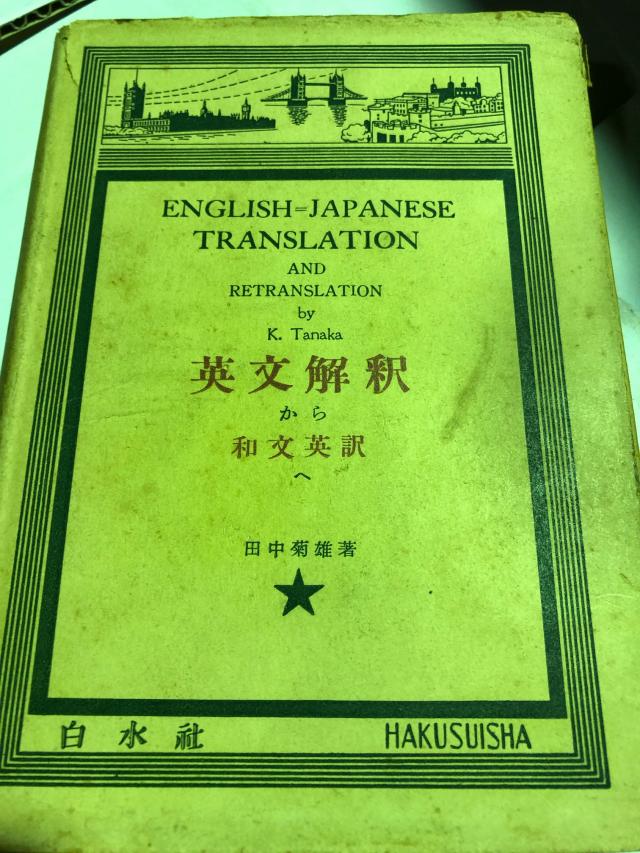 ENGLISH=JAPANESE
TRANSLATION
AND
RETRANSLATION
by
K. Tanaka
英文解釈
から
和文英訳
へ
田中菊雄著
白水社 HAKUSUISHA